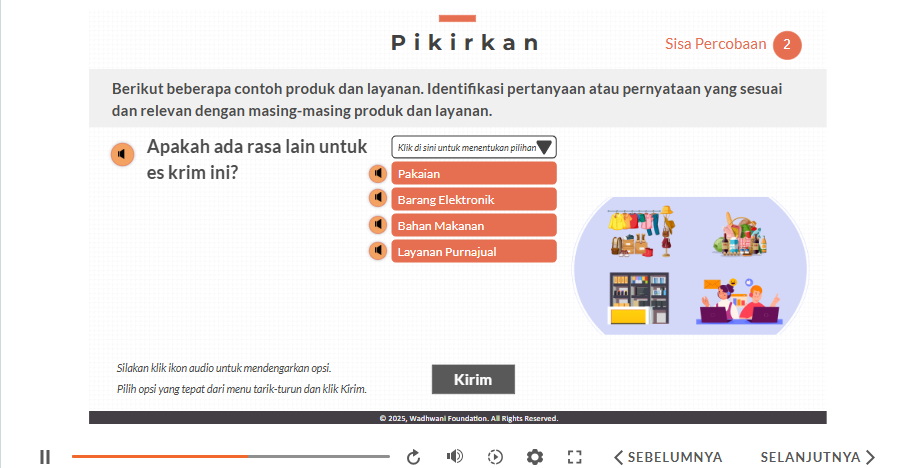 Pikirkan
Sisa Percobaan 2
Berikut beberapa contoh produk dan layanan. Identifikasi pertanyaan atau pernyataan yang sesuai
dan relevan dengan masing-masing produk dan layanan.
Apakah ada rasa lain untuk
es krim ini?
Klik di sini untuk menentukan pilihan
Pakaian
Barang Elektronik
Bahan Makanan
Layanan Purnajual
Silakan klik ikon audio untuk mendengarkan opsi.
Pilih opsi yang tepat dari menu tarik-turun dan klik Kirim.
Kirim
© 2025, Wadhwani Foundation. All Rights Reserved.
SEBELUMNYA
SELANJUTNYA